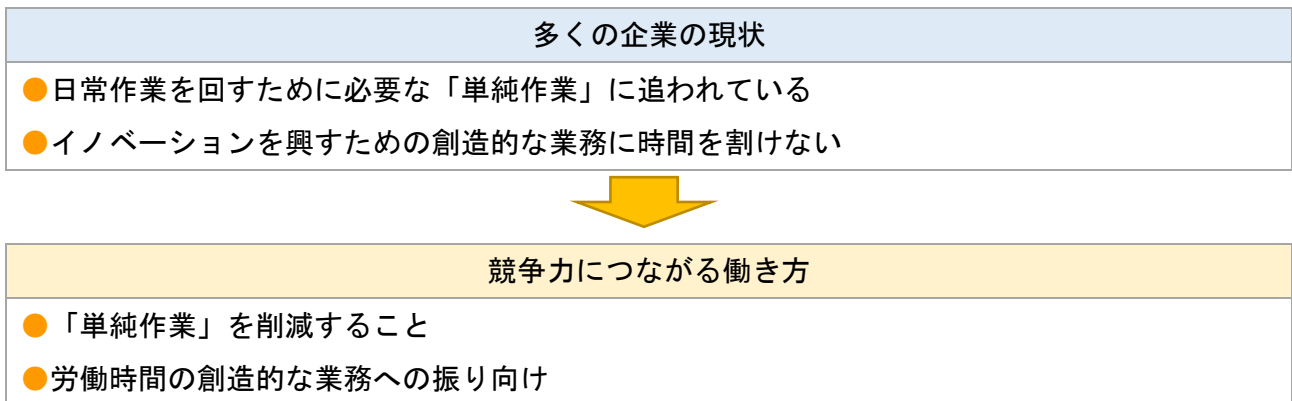 多くの企業の現状
●日常作業を回すために必要な「単純作業」に追われている
●イノベーションを興すための創造的な業務に時間を割けない
競争力につながる働き方
●「単純作業」を削減すること
●労働時間の創造的な業務への振り向け